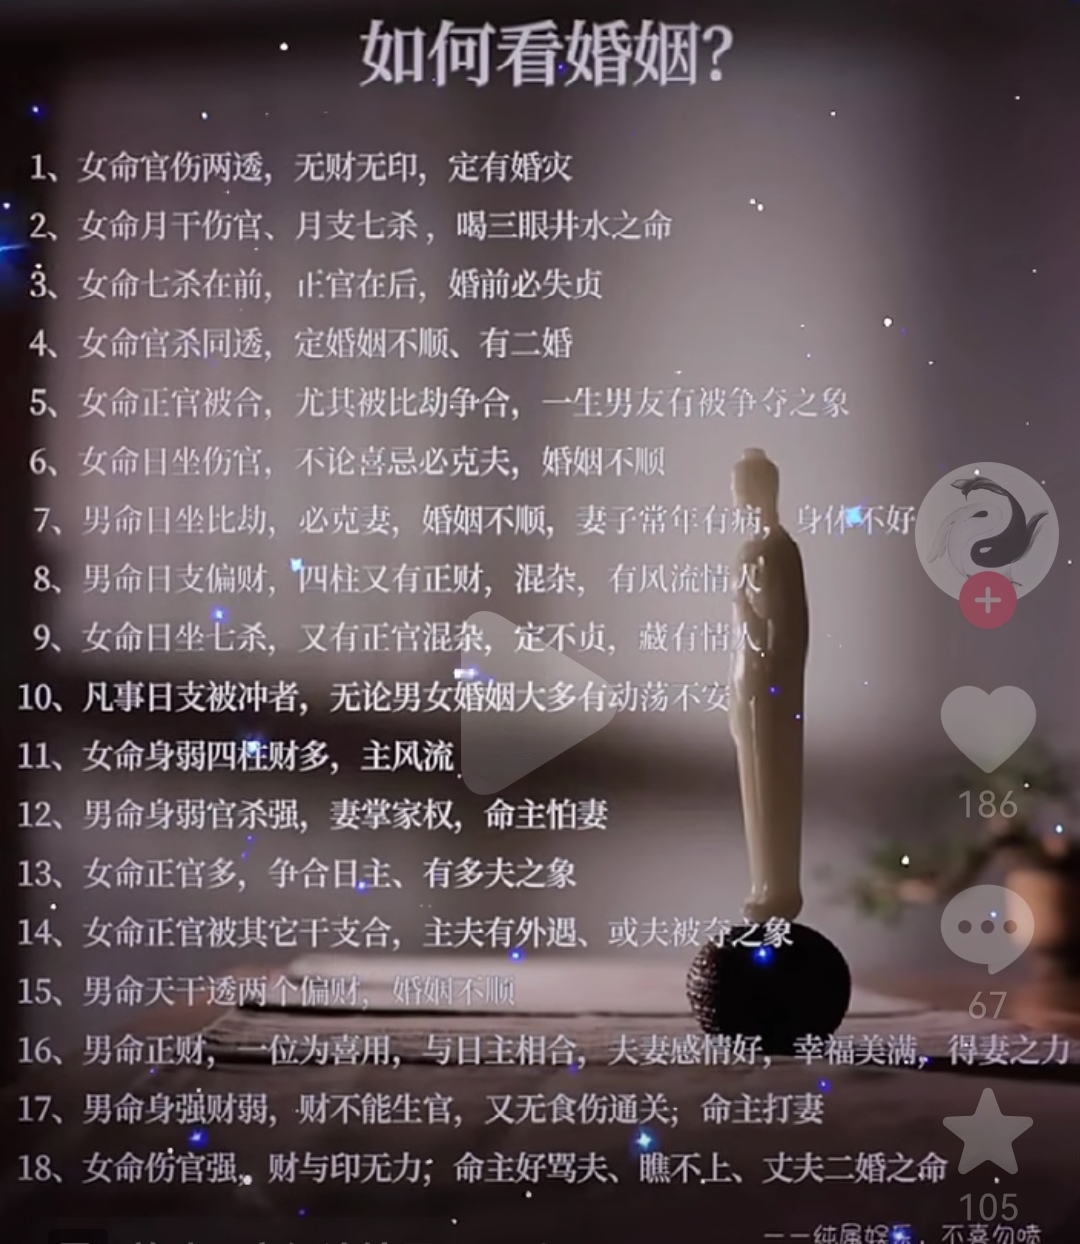 如何看婚姻?
1、女命官伤两透，无财无印，定有婚灾
2、女命月干伤官、月支七杀，喝三眼井水之命
3、女命七杀在前，正官在后，婚前必失贞
4、女命官杀同透，定婚姻不顺、有二婚
5、女命正官被合，尤其被比劫争合，一生男友有被争夺之象
6、女命日坐伤官，不论喜忌必克夫，婚姻不顺
7、男命日坐比劫，必克妻，婚姻不顺，妻子常年有病，身体不好
8、男命日支偏财，四柱又有正财，混杂，有风流情人
9、女命日坐七杀，又有正官混杂，定不贞，藏有情人
10、凡事日支被冲者，无论男女婚姻大多有动荡不安
11、女命身弱四柱财多，主风流
12、男命身弱官杀强，妻掌家权，命主怕妻
13、女命正官多，争合日主、有多夫之象
14、女命正官被其它干支合，主夫有外遇、或夫被夺之象
15、男命天干透两个偏财，婚姻不顺
16、男命正财，一位为喜用，与日主相合，夫妻感情好，幸福美满，得妻之力
17、男命身强财弱，财不能生官，又无食伤通关；命主打妻
18、女命伤官强。财与印无力；命主好骂夫、瞧不上、丈夫二婚之命
186
67
105
——纯属娱乐，不喜勿喷